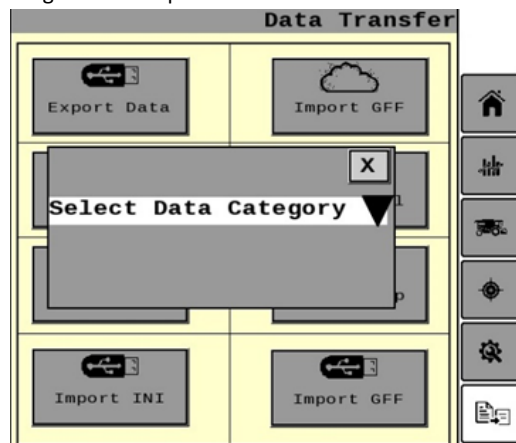 Data Transfer
Export Data
Import GFF
X
Select Data Category
l
p
Import INI
Import GFF